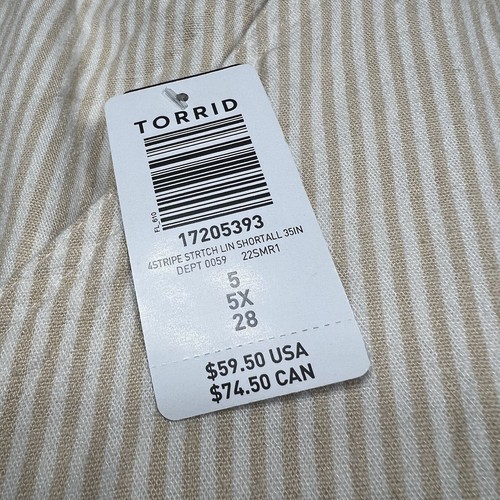 TORRID
FL_610
17205393
4STRIPE STRTCH LIN SHORTALL 35IN
DEPT 0059 22SMR1
5
5X
28
$59.50 USA
$74.50 CAN